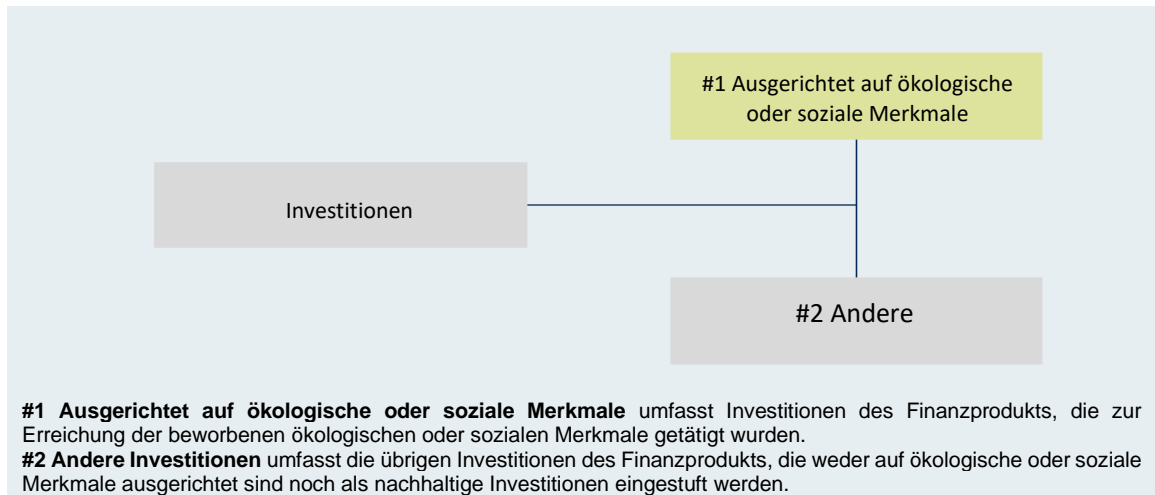 #1 Ausgerichtet auf ökologische
oder soziale Merkmale
Investitionen
#2 Andere
#1 Ausgerichtet auf ökologische oder soziale Merkmale umfasst Investitionen des Finanzprodukts, die zur
Erreichung der beworbenen ökologischen oder sozialen Merkmale getätigt wurden.
#2 Andere Investitionen umfasst die übrigen Investitionen des Finanzprodukts, die weder auf ökologische oder soziale
Merkmale ausgerichtet sind noch als nachhaltige Investitionen eingestuft werden.